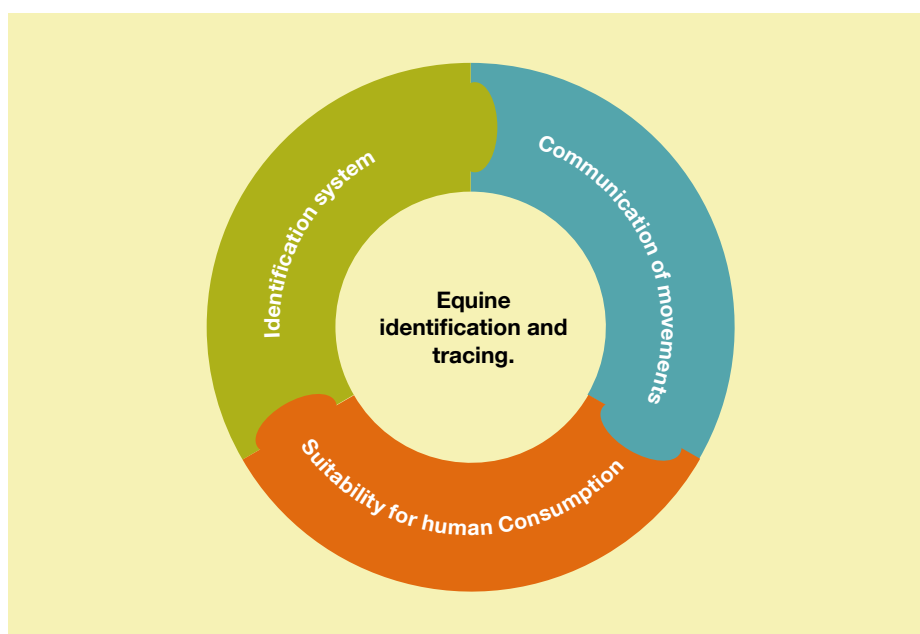 Identification system
Communication of movements
Equine
identification and
tracing.
Suitability for human Consumption